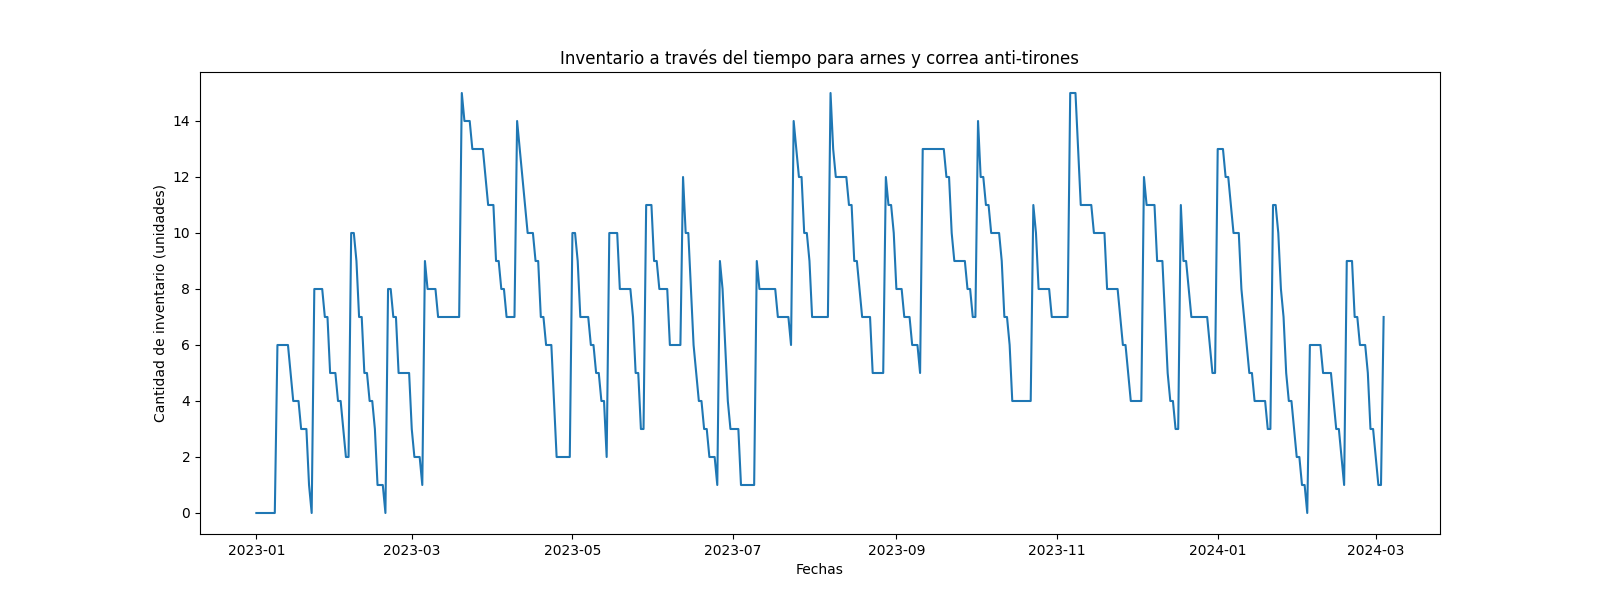 Inventario a través del tiempo para arnes y correa anti-tirones
Cantidad de inventario (unidades)
14
12
10
8
6
4
2
0
2023-01 2023-03 2023-05 2023-07 2023-09 2023-11 2024-01 2024-03
Fechas